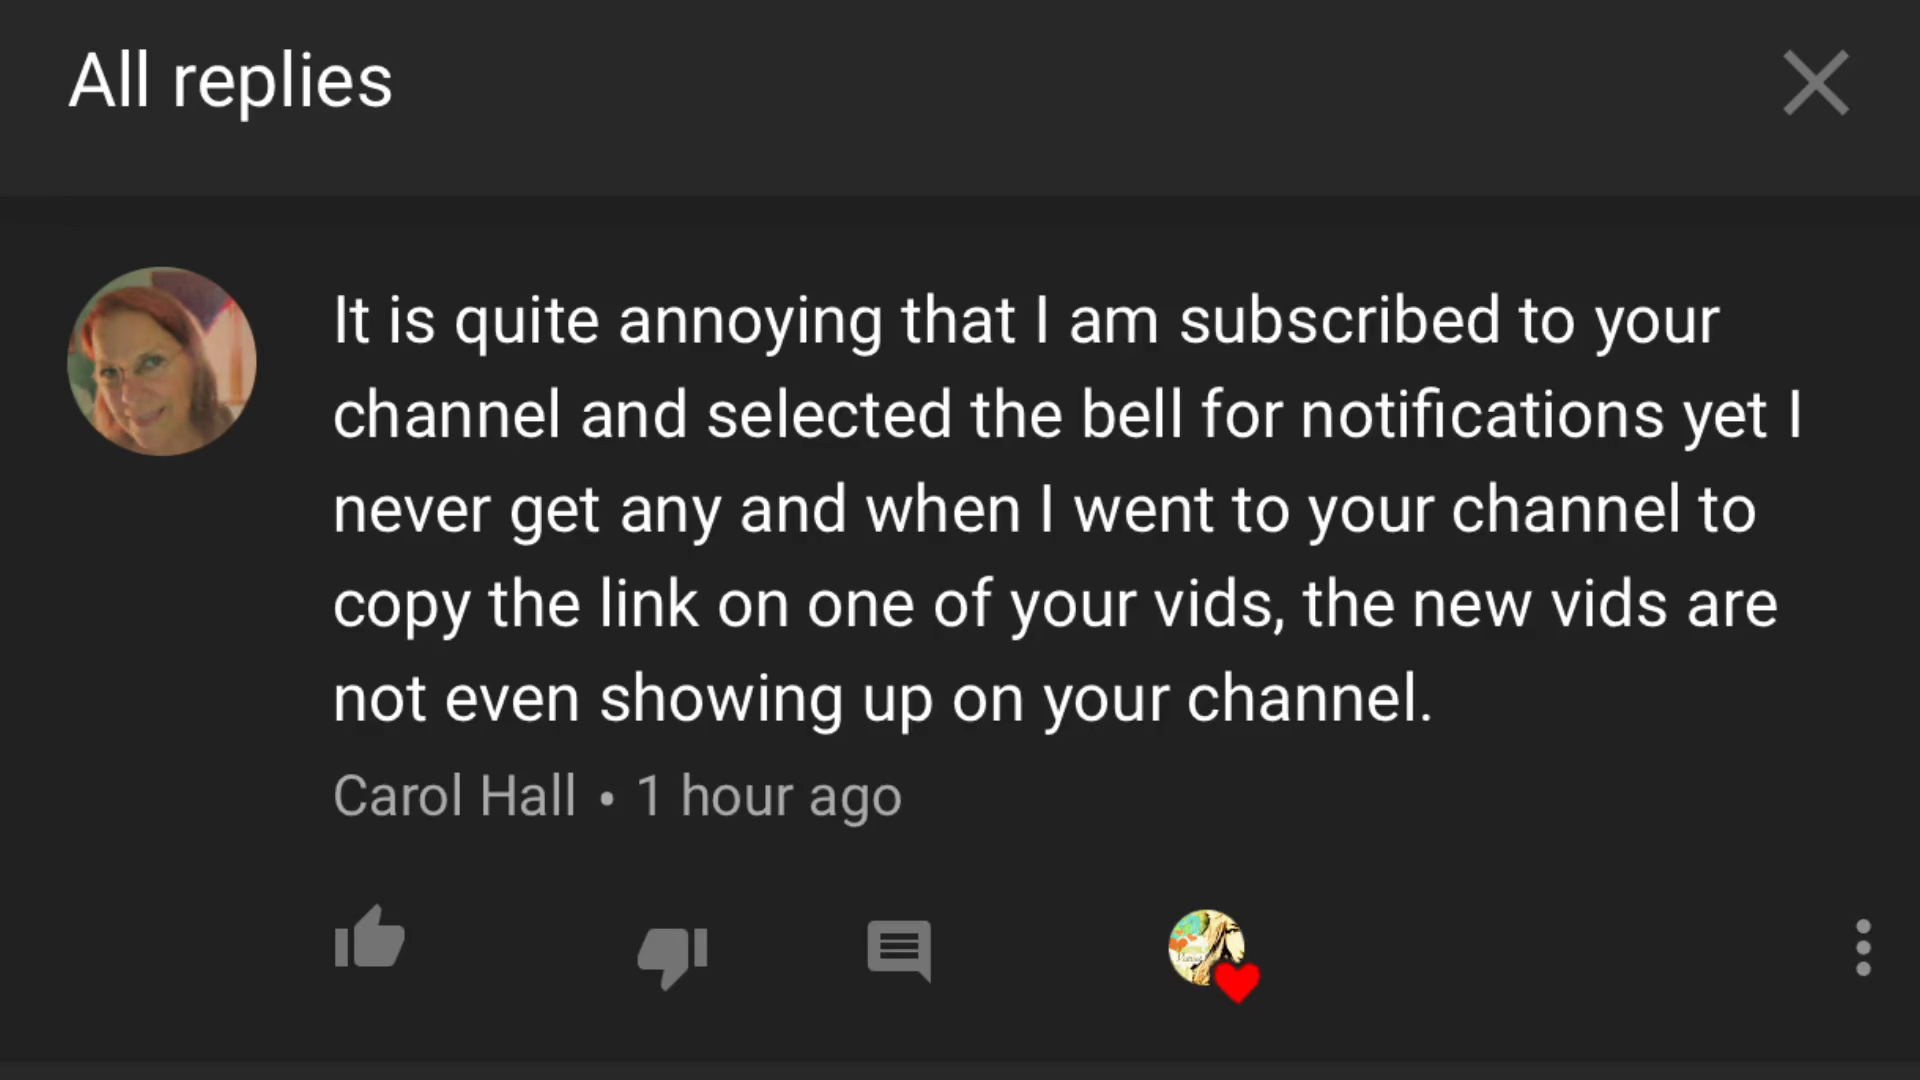 All replies
It is quite annoying that I am subscribed to your
channel and selected the bell for notifications yet I
never get any and when I went to your channel to
copy the link on one of your vids, the new vids are
not even showing up on your channel.
Carol Hall • 1 hour ago